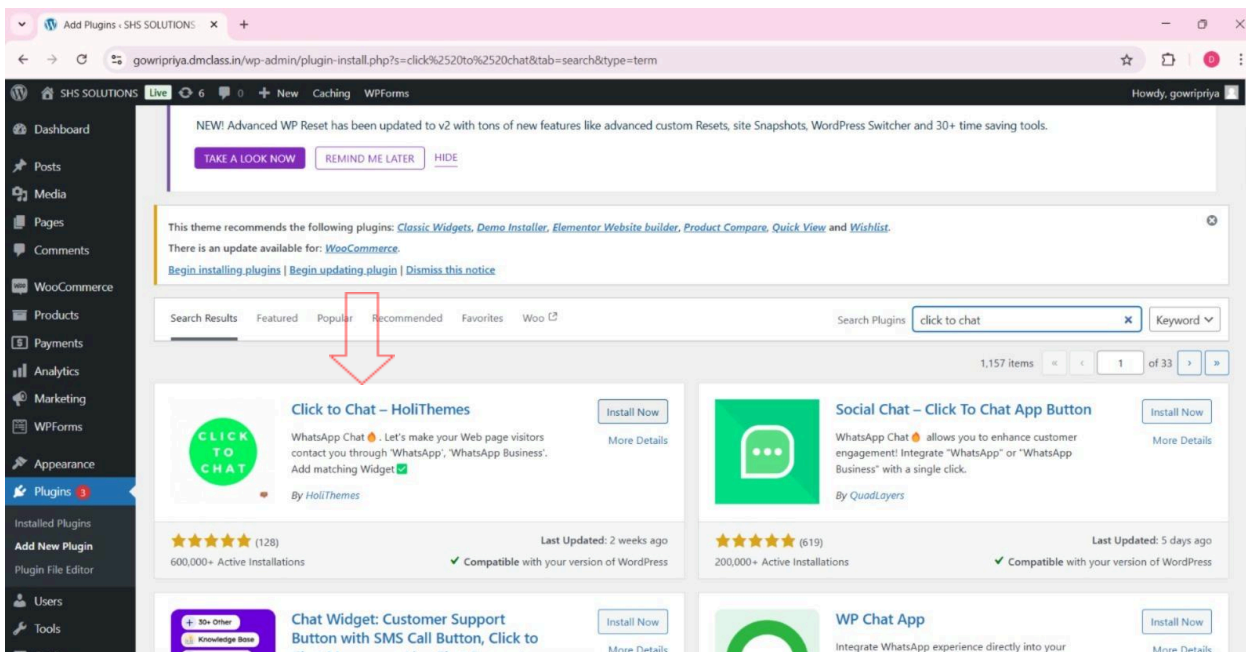 Add Plugins ‹ SHS SOLUTIONS
gowripriya.dmclass.in/wp-admin/plugin-install.php?s=click%2520to%2520chat&tab=search&type=term
D
SHS SOLUTIONS Live 6 0 New Caching WPForms Howdy, gowripriya
Dashboard
Posts
Media
Pages
Comments
WooCommerce
Products
Payments
Analytics
Marketing
WPForms
Appearance
Plugins 3
Installed Plugins
Add New Plugin
Plugin File Editor
Users
Tools
NEW! Advanced WP Reset has been updated to v2 with tons of new features like advanced custom Resets, site Snapshots, WordPress Switcher and 30+ time saving tools.
TAKE A LOOK NOW REMIND ME LATER HIDE
This theme recommends the following plugins: Classic Widgets, Demo Installer, Elementor Website builder, Product Compare, Quick View and Wishlist.
There is an update available for: WooCommerce.
Begin installing plugins | Begin updating plugin | Dismiss this notice
Search Results Featured Popular Recommended Favorites Woo Search Plugins click to chat Keyword
1,157 items « ‹ 1 of 33 › »
CLICK
TO
CHAT
Click to Chat – HoliThemes
Install Now
More Details
WhatsApp Chat🔥. Let's make your Web page visitors
contact you through 'WhatsApp', 'WhatsApp Business'.
Add matching Widget✅
By HoliThemes
(128)
600,000+ Active Installations
Last Updated: 2 weeks ago
Compatible with your version of WordPress
Social Chat – Click To Chat App Button
Install Now
More Details
WhatsApp Chat🔥 allows you to enhance customer
engagement! Integrate "WhatsApp" or "WhatsApp
Business" with a single click.
By QuadLayers
(619)
200,000+ Active Installations
Last Updated: 5 days ago
Compatible with your version of WordPress
30+ Other
Knowledge Base
Chat Widget: Customer Support
Button with SMS Call Button, Click to
Install Now
More Details
WP Chat App
Install Now
More Details
Integrate WhatsApp experience directly into your